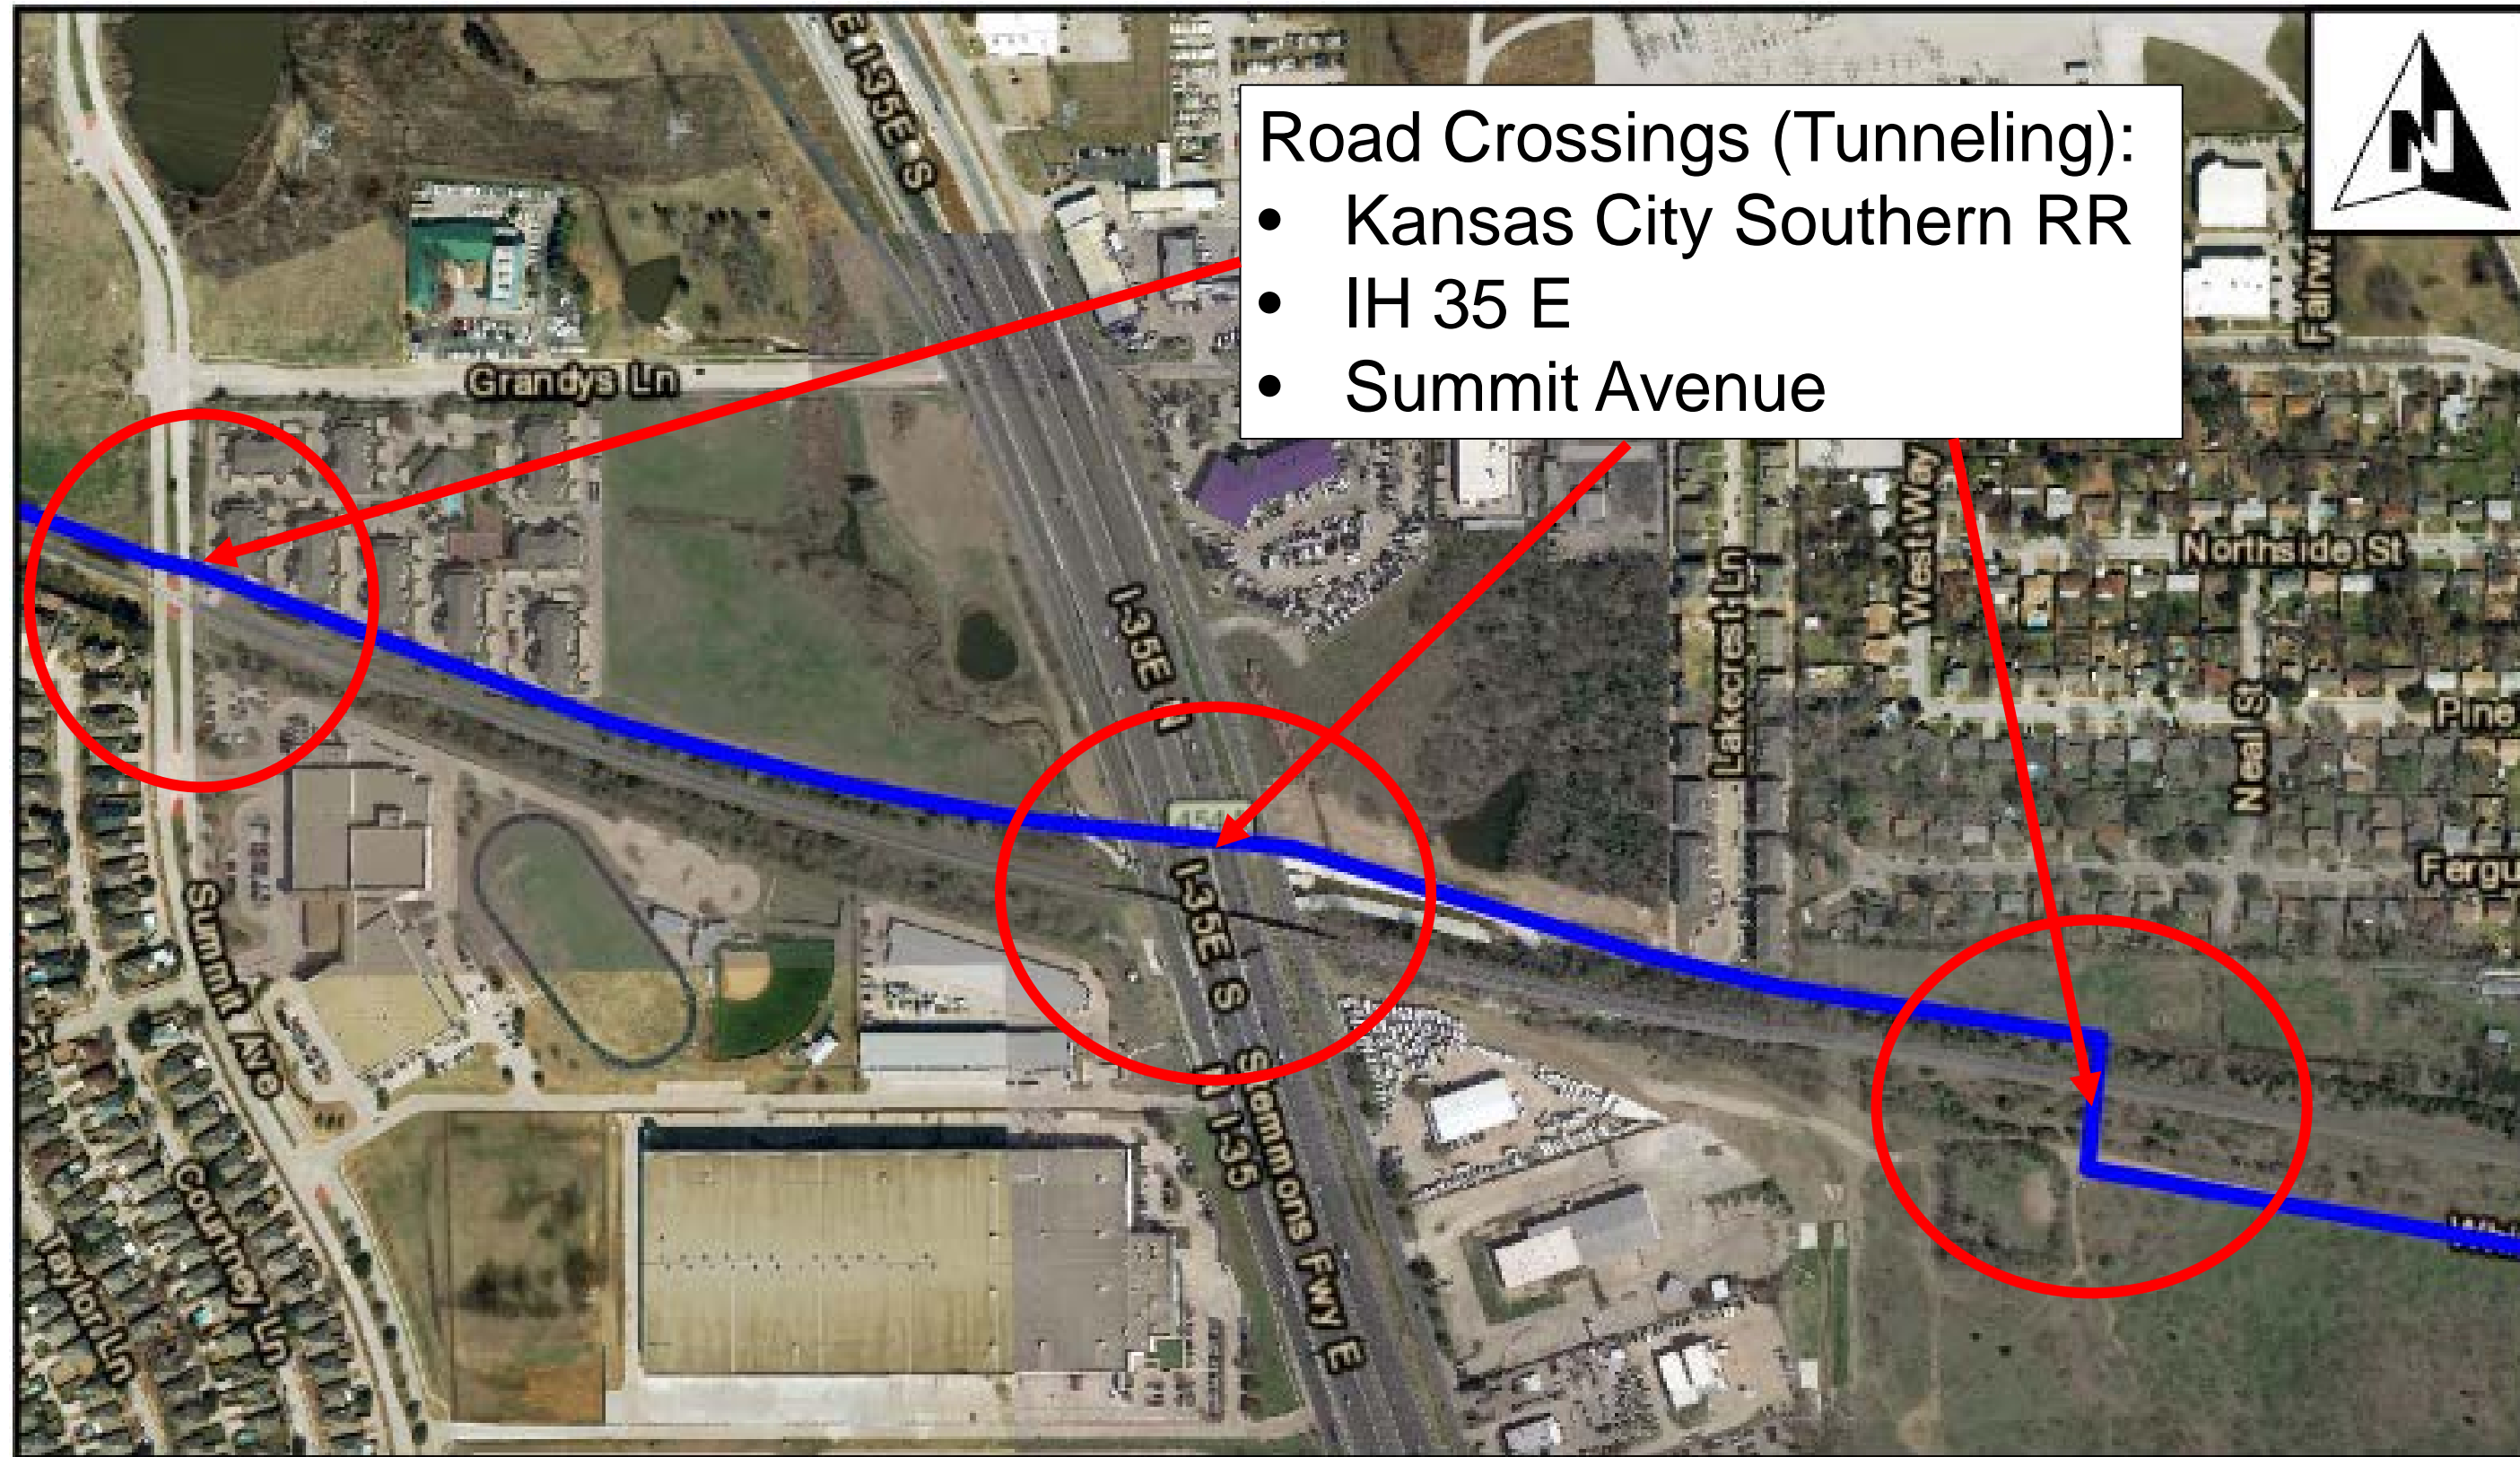 E I-35E S
N
Road Crossings (Tunneling):
• Kansas City Southern RR
• IH 35 E
• Summit Avenue
Grandys Ln
I-35E N
Lakecrest Ln
West Way
Northside St
Neal St
Pine
Fergu
Summit Ave
I-35E S
Stemmons Fwy E
N I-35
Courtney Ln
Taylor Ln